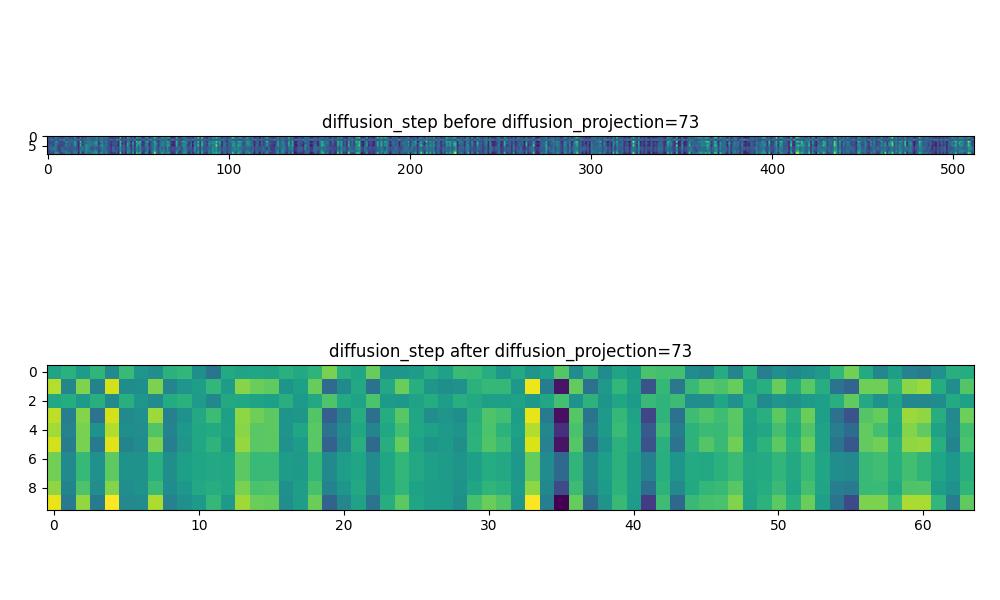 diffusion_step before diffusion_projection=73
0
5
0 100 200 300 400 500
diffusion_step after diffusion_projection=73
0
2
4
6
8
0 10 20 30 40 50 60